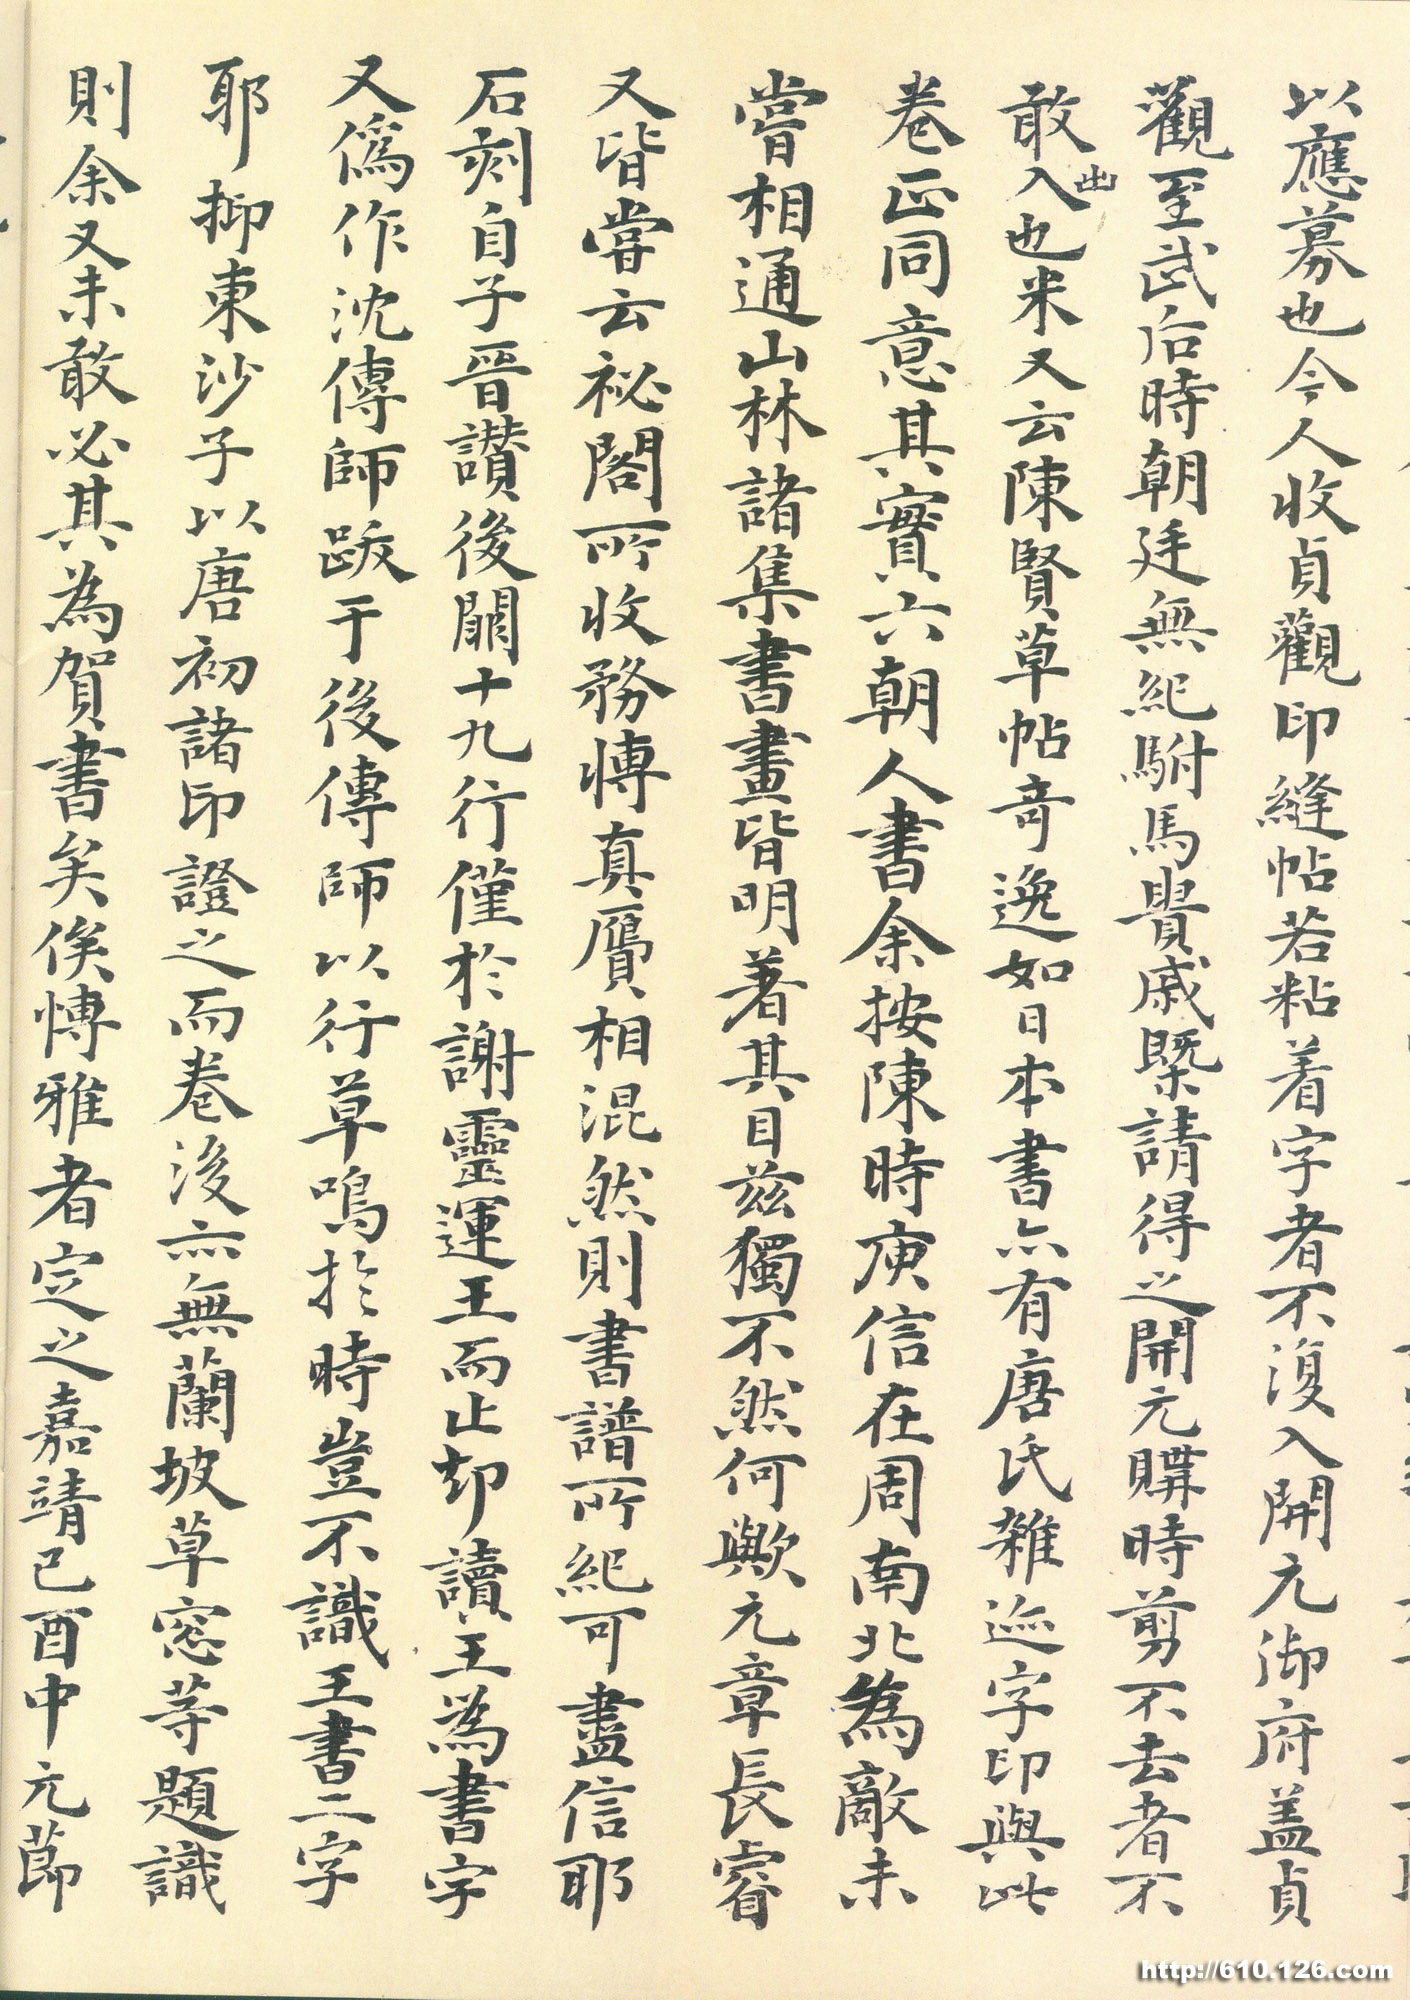 以應募也今人收貞觀印縫帖若粘着字者不復入開元御府盖貞
觀至武后時朝廷無紀駙馬貴戚槩請得之開元購時剪不去者不
敢入也米又云陳賢草帖奇逸如日本書亦有唐氏雜迹字印與此
出
卷正同意其實六朝人書余按陳時庾信在周南北為敵未
嘗相通山林諸集書畫皆明著其目茲獨不然何歟元章長睿
又皆嘗云祕閣所收務博真贋相混然則書譜所紀可盡信耶
石刻自子晉讚後闕十九行僅於謝靈運王而止却讀王為書字
又偽作沈傳師跋于後傳師以行草鳴於時豈不識王書二字
耶抑東沙子以唐初諸印證之而卷後亦無蘭坡草窓等題識
則余又未敢必其為賀書矣俟博雅者定之嘉靖己酉中元節
http://610.126.com